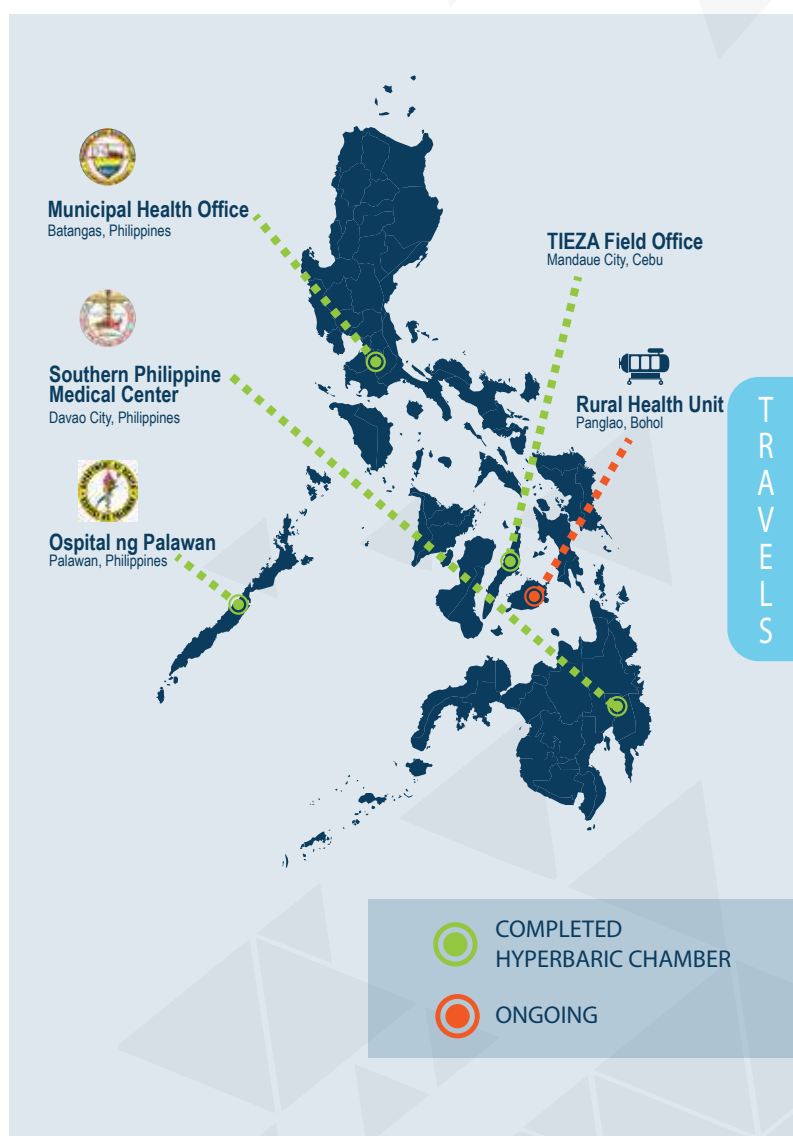 Municipal Health Office
Batangas, Philippines
TIEZA Field Office
Mandaue City, Cebu
Southern Philippine
Medical Center
Davao City, Philippines
Rural Health Unit
Panglao, Bohol
Ospital ng Palawan
Palawan, Philippines
TRAVELS
COMPLETED
HYPERBARIC CHAMBER
ONGOING